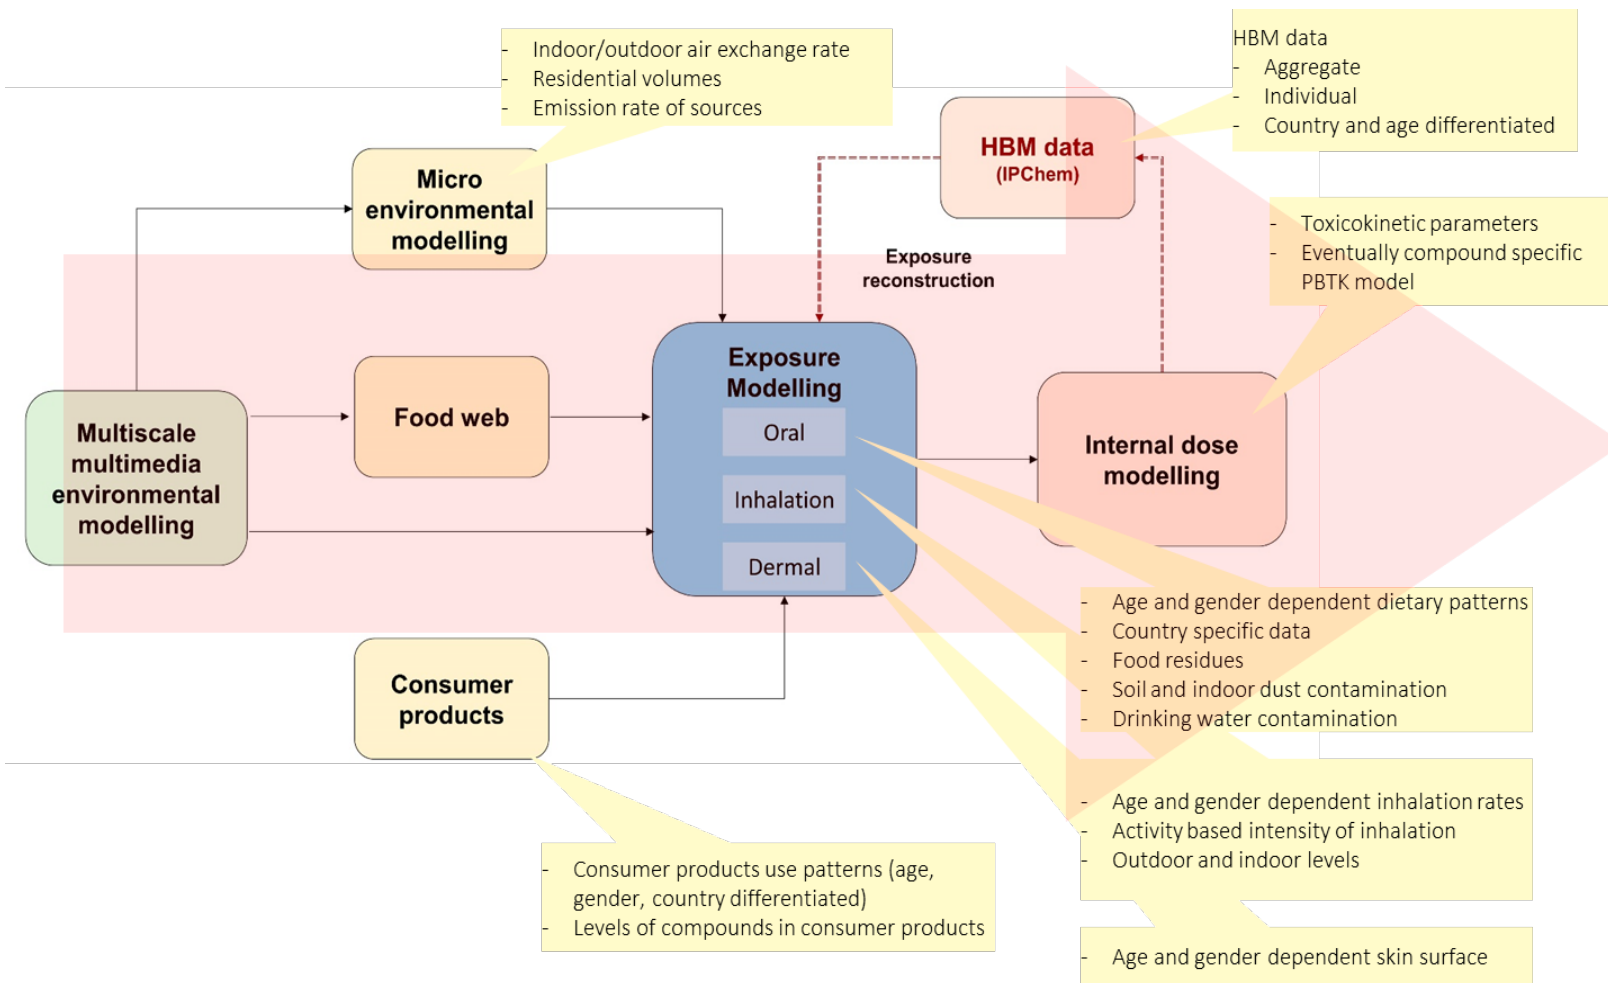 - Indoor/outdoor air exchange rate
- Residential volumes
- Emission rate of sources
HBM data
- Aggregate
- Individual
- Country and age differentiated
HBM data
(IPChem)
Micro
environmental
modelling
- Toxicokinetic parameters
- Eventually compound specific
PBTK model
Exposure
reconstruction
Exposure
Modelling
Oral
Inhalation
Dermal
Food web
Multiscale
multimedia
environmental
modelling
Internal dose
modelling
- Age and gender dependent dietary patterns
- Country specific data
- Food residues
- Soil and indoor dust contamination
- Drinking water contamination
Consumer
products
- Age and gender dependent inhalation rates
- Activity based intensity of inhalation
- Outdoor and indoor levels
- Consumer products use patterns (age,
gender, country differentiated)
- Levels of compounds in consumer products
- Age and gender dependent skin surface